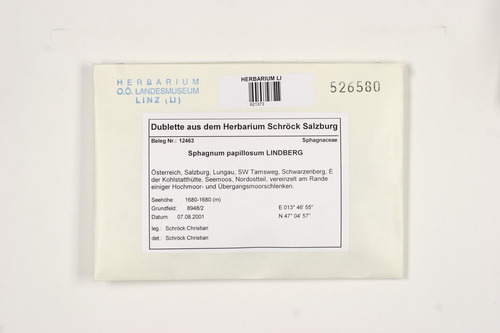 HERBARIUM
O.Ö. LANDESMUSEUM
LINZ (LI)
HERBARIUM LI
621373
526580
Dublette aus dem Herbarium Schröck Salzburg
Beleg Nr.: 12463 Sphagnaceae
Sphagnum papillosum LINDBERG
Österreich, Salzburg, Lungau, SW Tamsweg, Schwarzenberg, E
der Kohlstatthütte, Seemoos, Nordostteil, vereinzelt am Rande
einiger Hochmoor- und Übergangsmoorschlenken.
Seehöhe: 1680-1680 (m)
Grundfeld: 8948/2 E 013° 46' 55"
Datum: 07.08.2001 N 47° 04' 57"
leg.: Schröck Christian
det.: Schröck Christian